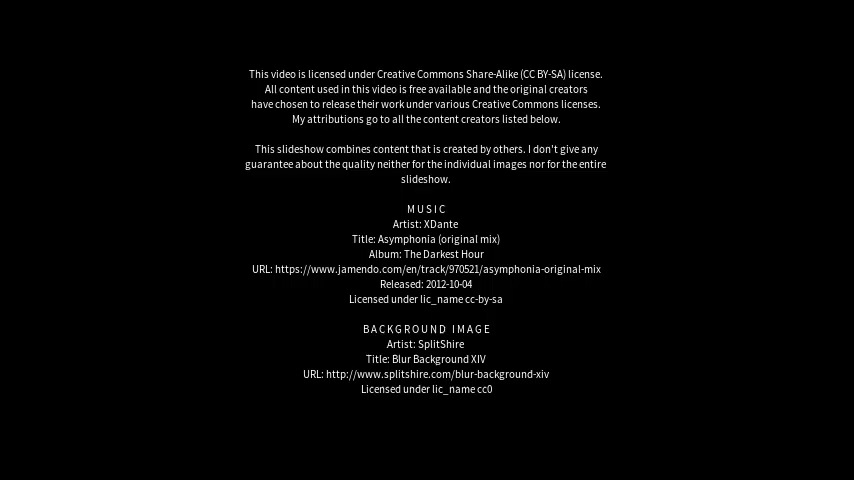 This video is licensed under Creative Commons Share-Alike (CC BY-SA) license.
All content used in this video is free available and the original creators
have chosen to release their work under various Creative Commons licenses.
My attributions go to all the content creators listed below.
This slideshow combines content that is created by others. I don't give any
guarantee about the quality neither for the individual images nor for the entire
slideshow.
M U S I C
Artist: XDante
Title: Asymphonia (original mix)
Album: The Darkest Hour
URL: https://www.jamendo.com/en/track/970521/asymphonia-original-mix
Released: 2012-10-04
Licensed under lic_name cc-by-sa
B A C K G R O U N D   I M A G E
Artist: SplitShire
Title: Blur Background XIV
URL: http://www.splitshire.com/blur-background-xiv
Licensed under lic_name cc0